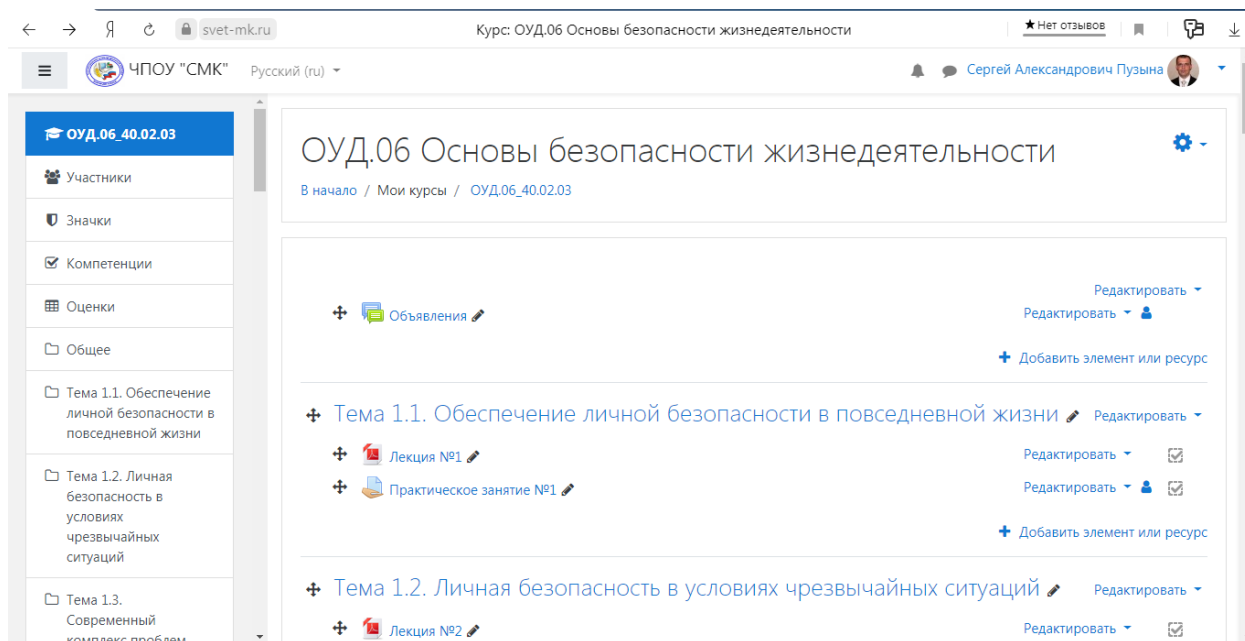 svet-mk.ru Курс: ОУД.06 Основы безопасности жизнедеятельности ★ Нет отзывов
ЧПОУ "СМК" Русский (ru) Сергей Александрович Пузына
ОУД.06_40.02.03
Участники
Значки
Компетенции
Оценки
Общее
Тема 1.1. Обеспечение
личной безопасности в
повседневной жизни
Тема 1.2. Личная
безопасность в
условиях
чрезвычайных
ситуаций
Тема 1.3.
Современный
комплекс проблем
ОУД.06 Основы безопасности жизнедеятельности
В начало / Мои курсы / ОУД.06_40.02.03
Редактировать
Объявления Редактировать
Добавить элемент или ресурс
Тема 1.1. Обеспечение личной безопасности в повседневной жизни Редактировать
Лекция №1 Редактировать
Практическое занятие №1 Редактировать
Добавить элемент или ресурс
Тема 1.2. Личная безопасность в условиях чрезвычайных ситуаций Редактировать
Лекция №2 Редактировать